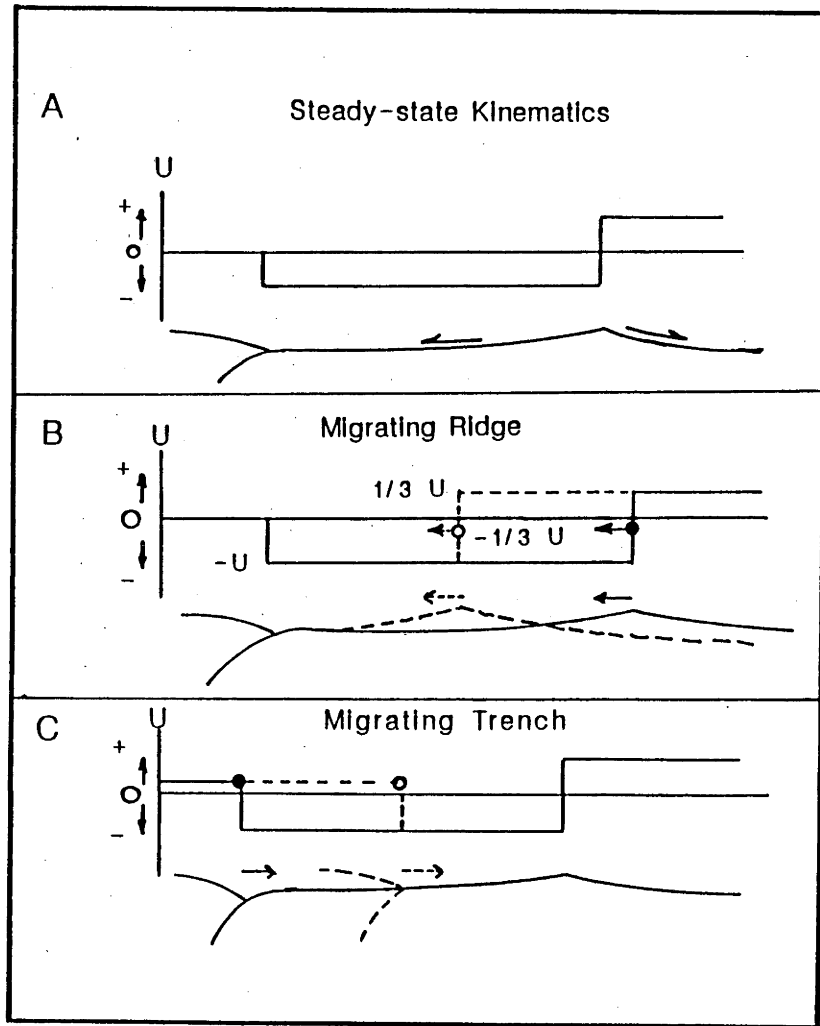 A
Steady-state Kinematics
U
+
O
-
B
Migrating Ridge
U
+
1/3 U
O
-1/3 U
-U
-
C
Migrating Trench
U
+
O
-